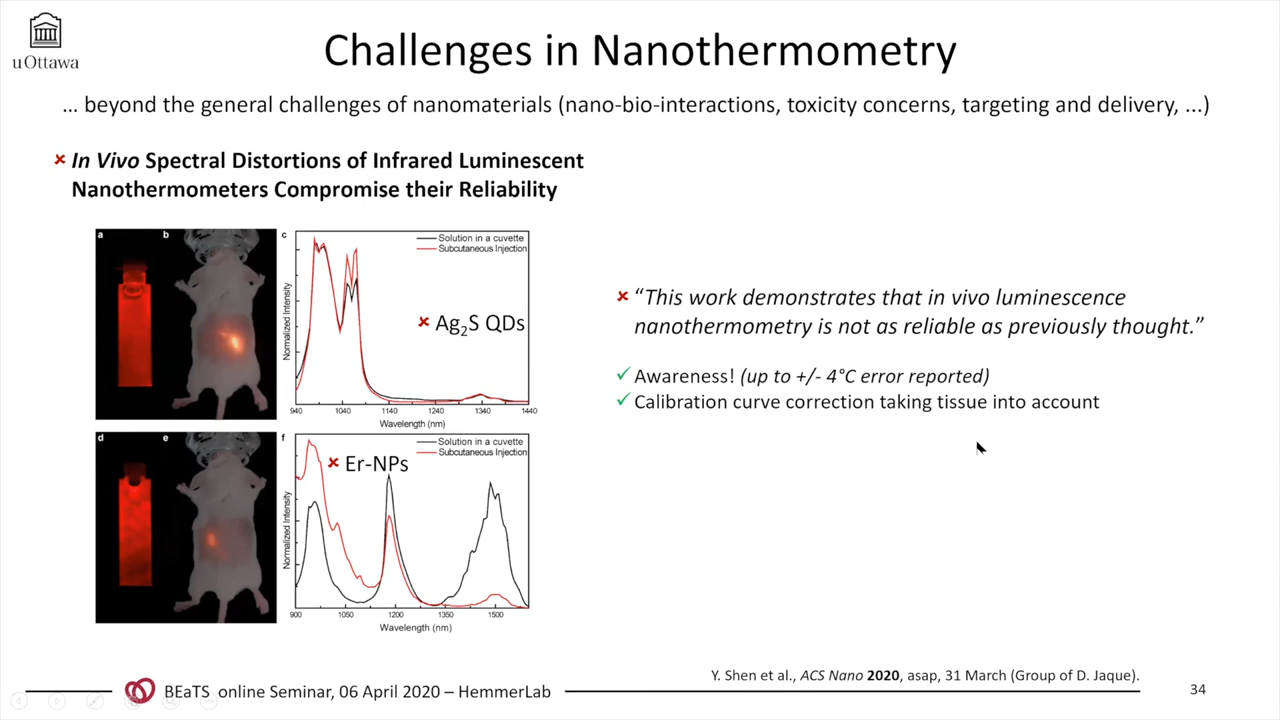 uOttawa
Challenges in Nanothermometry
... beyond the general challenges of nanomaterials (nano-bio-interactions, toxicity concerns, targeting and delivery, ...)
× In Vivo Spectral Distortions of Infrared Luminescent
Nanothermometers Compromise their Reliability
a
b
c
Solution in a cuvette
Subcutaneous Injection
× Ag₂S QDs
Normalized Intensity
940 1040 1140 1240 1340 1440
Wavelength (nm)
d
e
f
Solution in a cuvette
Subcutaneous Injection
× Er-NPs
Normalized Intensity
900 1050 1200 1350 1500
Wavelength (nm)
× “This work demonstrates that in vivo luminescence
nanothermometry is not as reliable as previously thought.”
✓ Awareness! (up to +/- 4°C error reported)
✓ Calibration curve correction taking tissue into account
Y. Shen et al., ACS Nano 2020, asap, 31 March (Group of D. Jaque).
BEaTS online Seminar, 06 April 2020 – HemmerLab
34